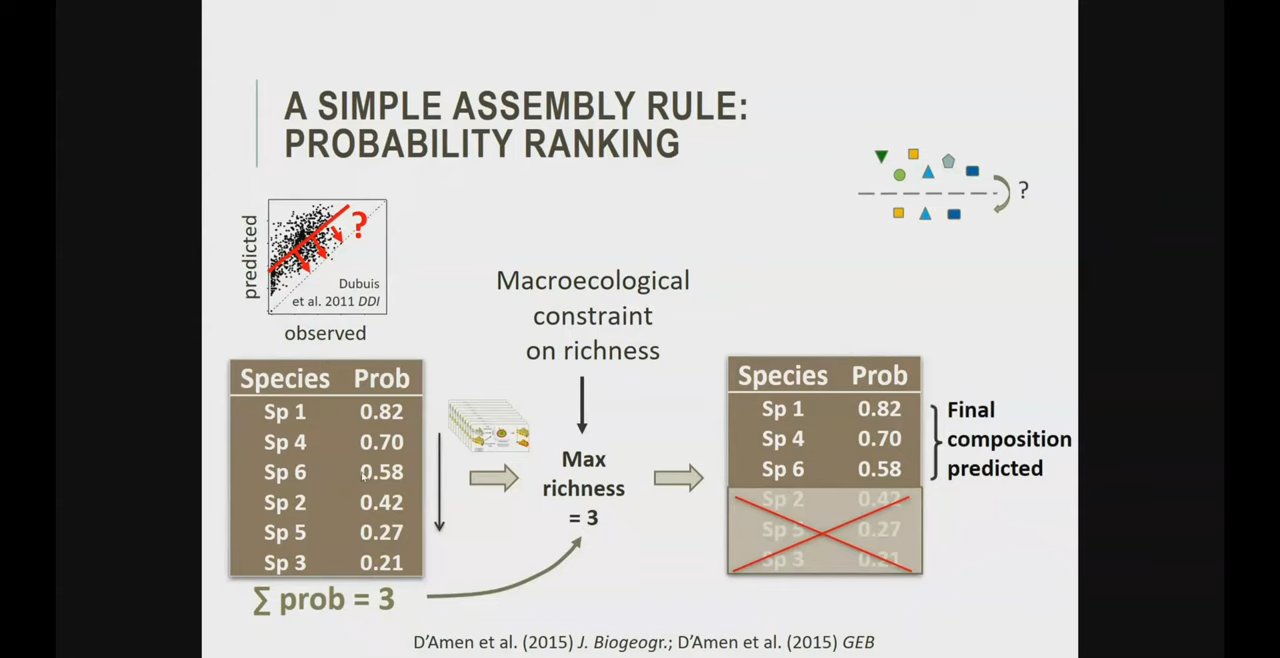 A SIMPLE ASSEMBLY RULE:
PROBABILITY RANKING
?
predicted
?
Dubuis
et al. 2011 DDI
observed
Macroecological
constraint
on richness
Species Prob
Sp 1 0.82
Sp 4 0.70
Sp 6 0.58
Sp 2 0.42
Sp 5 0.27
Sp 3 0.21
∑ prob = 3
Max
richness
= 3
Species Prob
Sp 1 0.82
Sp 4 0.70
Sp 6 0.58
Sp 2 0.42
Sp 5 0.27
Sp 3 0.21
Final
composition
predicted
D’Amen et al. (2015) J. Biogeogr.; D’Amen et al. (2015) GEB